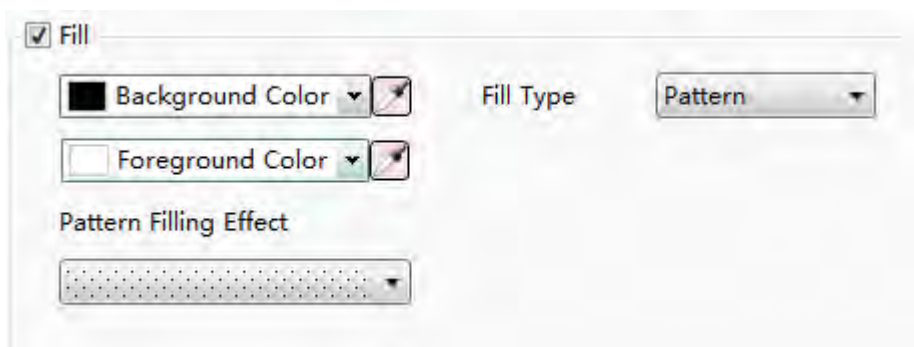 Fill
Background Color
Fill Type
Pattern
Foreground Color
Pattern Filling Effect